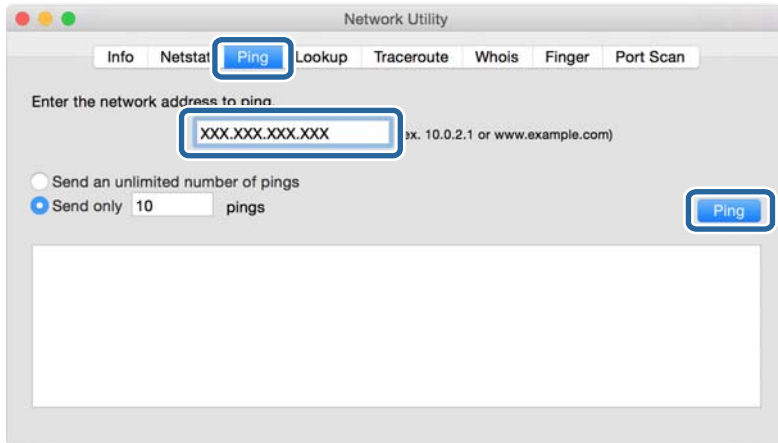 Network Utility
Info Netstat Ping Lookup Traceroute Whois Finger Port Scan
Enter the network address to ping.
XXX.XXX.XXX.XXX ex. 10.0.2.1 or www.example.com)
Send an unlimited number of pings
Send only 10 pings
Ping